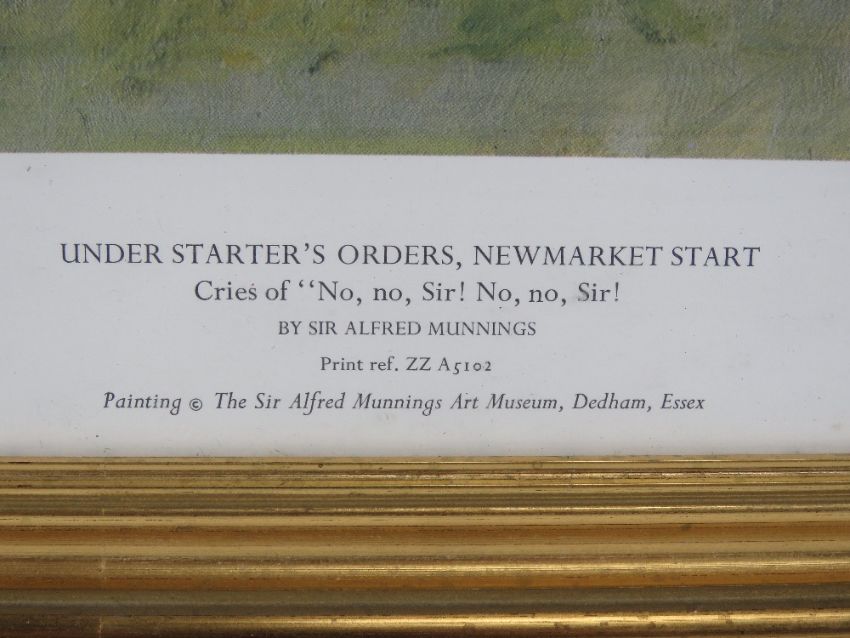 UNDER STARTER'S ORDERS, NEWMARKET START
Cries of “No, no, Sir! No, no, Sir!
BY SIR ALFRED MUNNINGS
Print ref. ZZ A5102
Painting © The Sir Alfred Munnings Art Museum, Dedham, Essex